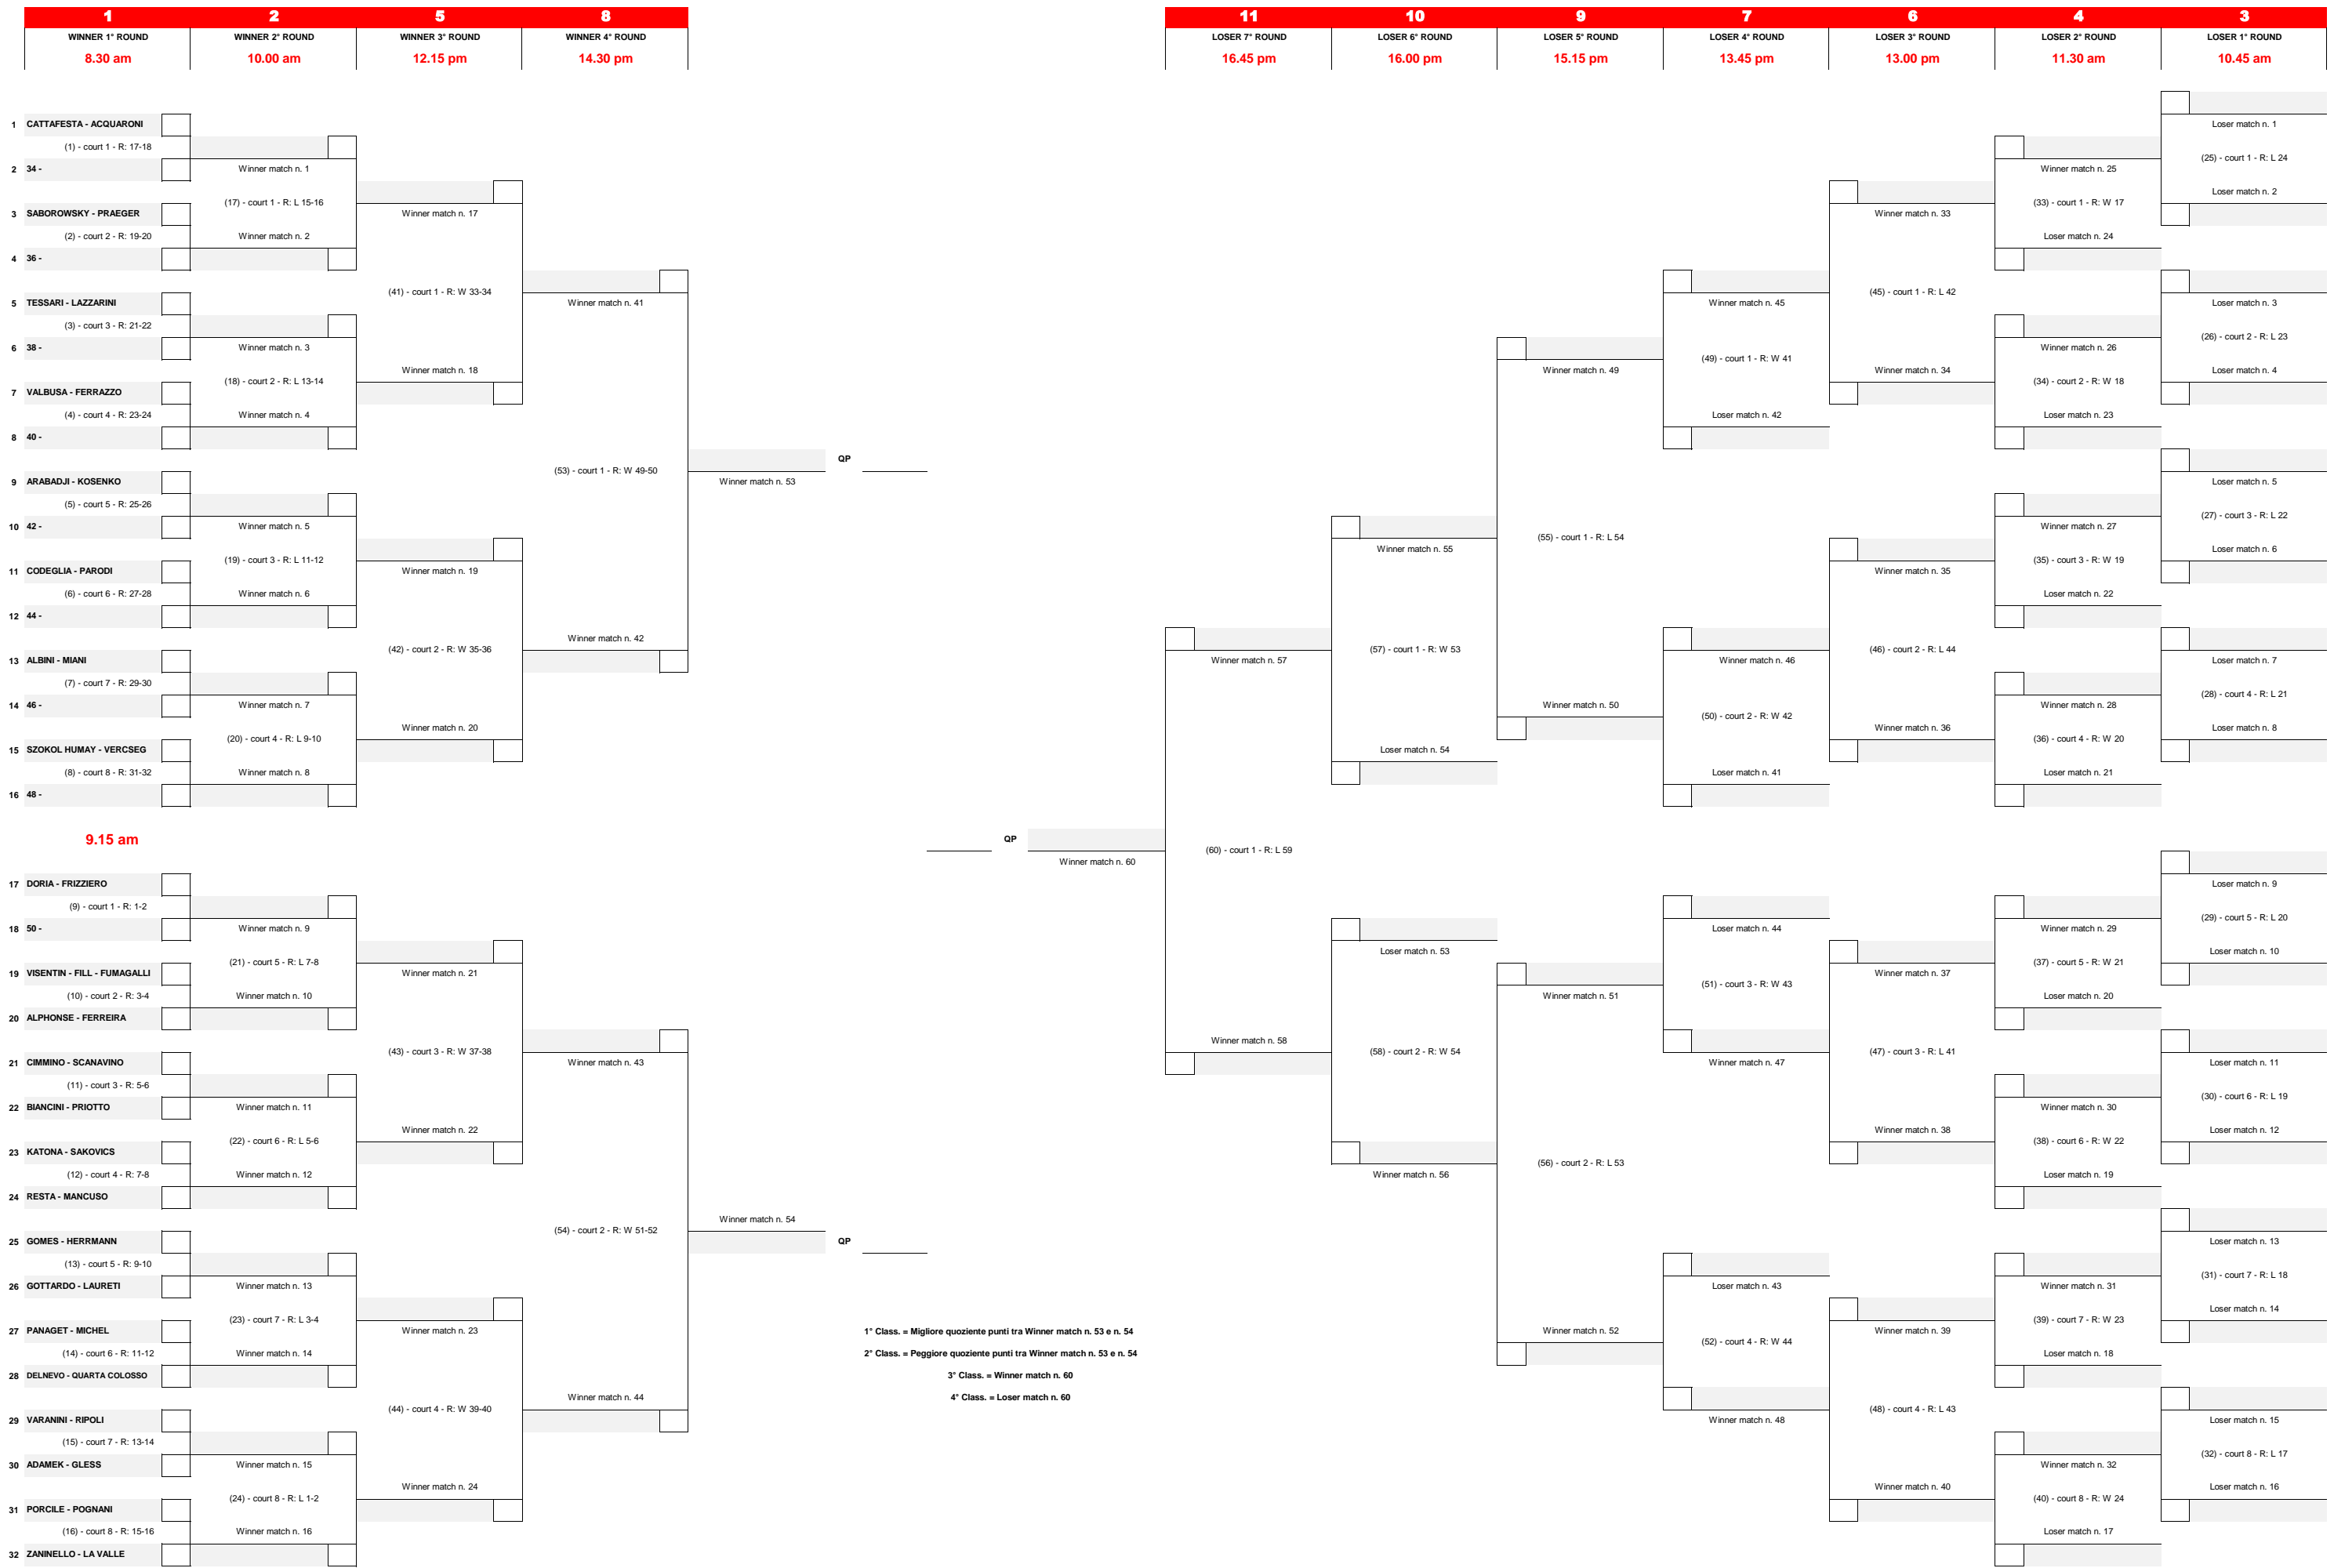 1 2 5 8 11 10 9 7 6 4 3
WINNER 1° ROUND WINNER 2° ROUND WINNER 3° ROUND WINNER 4° ROUND LOSER 7° ROUND LOSER 6° ROUND LOSER 5° ROUND LOSER 4° ROUND LOSER 3° ROUND LOSER 2° ROUND LOSER 1° ROUND
8.30 am 10.00 am 12.15 pm 14.30 pm 16.45 pm 16.00 pm 15.15 pm 13.45 pm 13.00 pm 11.30 am 10.45 am
1 CATTAFESTA - ACQUARONI
(1) - court 1 - R: 17-18
2 34 -
3 SABOROWSKY - PRAEGER
(2) - court 2 - R: 19-20
4 36 -
5 TESSARI - LAZZARINI
(3) - court 3 - R: 21-22
6 38 -
7 VALBUSA - FERRAZZO
(4) - court 4 - R: 23-24
8 40 -
9 ARABADJI - KOSENKO
(5) - court 5 - R: 25-26
10 42 -
11 CODEGLIA - PARODI
(6) - court 6 - R: 27-28
12 44 -
13 ALBINI - MIANI
(7) - court 7 - R: 29-30
14 46 -
15 SZOKOL HUMAY - VERCSEG
(8) - court 8 - R: 31-32
16 48 -
9.15 am
17 DORIA - FRIZZIERO
(9) - court 1 - R: 1-2
18 50 -
19 VISENTIN - FILL - FUMAGALLI
(10) - court 2 - R: 3-4
20 ALPHONSE - FERREIRA
21 CIMMINO - SCANAVINO
(11) - court 3 - R: 5-6
22 BIANCINI - PRIOTTO
23 KATONA - SAKOVICS
(12) - court 4 - R: 7-8
24 RESTA - MANCUSO
25 GOMES - HERRMANN
(13) - court 5 - R: 9-10
26 GOTTARDO - LAURETI
27 PANAGET - MICHEL
(14) - court 6 - R: 11-12
28 DELNEVO - QUARTA COLOSSO
29 VARANINI - RIPOLI
(15) - court 7 - R: 13-14
30 ADAMEK - GLESS
31 PORCILE - POGNANI
(16) - court 8 - R: 15-16
32 ZANINELLO - LA VALLE
Winner match n. 1
(17) - court 1 - R: L 15-16
Winner match n. 2
Winner match n. 3
(18) - court 2 - R: L 13-14
Winner match n. 4
Winner match n. 5
(19) - court 3 - R: L 11-12
Winner match n. 6
Winner match n. 7
(20) - court 4 - R: L 9-10
Winner match n. 8
Winner match n. 9
(21) - court 5 - R: L 7-8
Winner match n. 10
Winner match n. 11
(22) - court 6 - R: L 5-6
Winner match n. 12
Winner match n. 13
(23) - court 7 - R: L 3-4
Winner match n. 14
Winner match n. 15
(24) - court 8 - R: L 1-2
Winner match n. 16
Winner match n. 17
(41) - court 1 - R: W 33-34
Winner match n. 18
Winner match n. 19
(42) - court 2 - R: W 35-36
Winner match n. 20
Winner match n. 21
(43) - court 3 - R: W 37-38
Winner match n. 22
Winner match n. 23
(44) - court 4 - R: W 39-40
Winner match n. 24
Winner match n. 41
(53) - court 1 - R: W 49-50
Winner match n. 42
Winner match n. 43
(54) - court 2 - R: W 51-52
Winner match n. 44
QP
Winner match n. 53
Winner match n. 54
QP
1° Class. = Migliore quoziente punti tra Winner match n. 53 e n. 54
2° Class. = Peggiore quoziente punti tra Winner match n. 53 e n. 54
3° Class. = Winner match n. 60
4° Class. = Loser match n. 60
QP
Winner match n. 60
Winner match n. 57
(60) - court 1 - R: L 59
Winner match n. 58
Winner match n. 55
(57) - court 1 - R: W 53
Loser match n. 54
Loser match n. 53
(58) - court 2 - R: W 54
Winner match n. 56
Winner match n. 49
(55) - court 1 - R: L 54
Winner match n. 50
Winner match n. 51
(56) - court 2 - R: L 53
Winner match n. 52
Winner match n. 45
(49) - court 1 - R: W 41
Loser match n. 42
Winner match n. 46
(50) - court 2 - R: W 42
Loser match n. 41
Loser match n. 44
(51) - court 3 - R: W 43
Winner match n. 47
Loser match n. 43
(52) - court 4 - R: W 44
Winner match n. 48
Winner match n. 33
(45) - court 1 - R: L 42
Winner match n. 34
Winner match n. 35
(46) - court 2 - R: L 44
Winner match n. 36
Winner match n. 37
(47) - court 3 - R: L 41
Winner match n. 38
Winner match n. 39
(48) - court 4 - R: L 43
Winner match n. 40
Winner match n. 25
(33) - court 1 - R: W 17
Loser match n. 24
Winner match n. 26
(34) - court 2 - R: W 18
Loser match n. 23
Winner match n. 27
(35) - court 3 - R: W 19
Loser match n. 22
Winner match n. 28
(36) - court 4 - R: W 20
Loser match n. 21
Winner match n. 29
(37) - court 5 - R: W 21
Loser match n. 20
Winner match n. 30
(38) - court 6 - R: W 22
Loser match n. 19
Winner match n. 31
(39) - court 7 - R: W 23
Loser match n. 18
Winner match n. 32
(40) - court 8 - R: W 24
Loser match n. 17
Loser match n. 1
(25) - court 1 - R: L 24
Loser match n. 2
Loser match n. 3
(26) - court 2 - R: L 23
Loser match n. 4
Loser match n. 5
(27) - court 3 - R: L 22
Loser match n. 6
Loser match n. 7
(28) - court 4 - R: L 21
Loser match n. 8
Loser match n. 9
(29) - court 5 - R: L 20
Loser match n. 10
Loser match n. 11
(30) - court 6 - R: L 19
Loser match n. 12
Loser match n. 13
(31) - court 7 - R: L 18
Loser match n. 14
Loser match n. 15
(32) - court 8 - R: L 17
Loser match n. 16